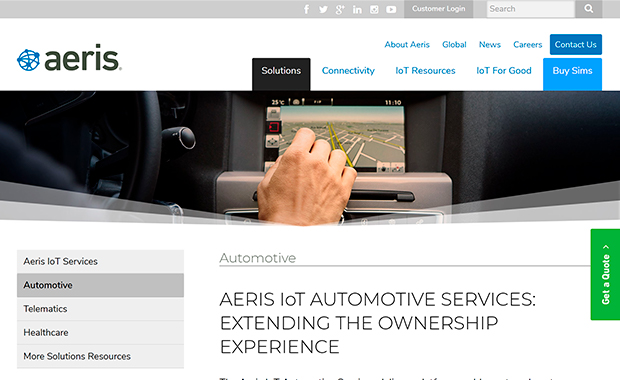 Customer Login
Search
aeris
About Aeris
Global
News
Careers
Contact Us
Solutions
Connectivity
IoT Resources
IoT For Good
Buy Sims
11:10
Get a Quote
Aeris IoT Services
Automotive
Telematics
Healthcare
More Solutions Resources
Automotive
AERIS IoT AUTOMOTIVE SERVICES:
EXTENDING THE OWNERSHIP
EXPERIENCE